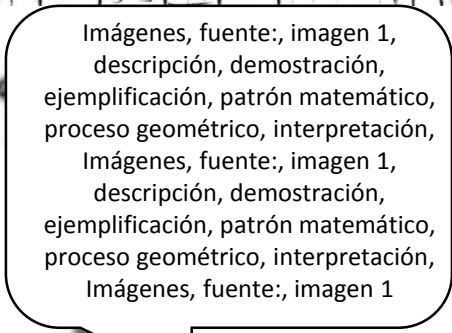 Imágenes, fuente:, imagen 1,
descripción, demostración,
ejemplificación, patrón matemático,
proceso geométrico, interpretación,
Imágenes, fuente:, imagen 1,
descripción, demostración,
ejemplificación, patrón matemático,
proceso geométrico, interpretación,
Imágenes, fuente:, imagen 1